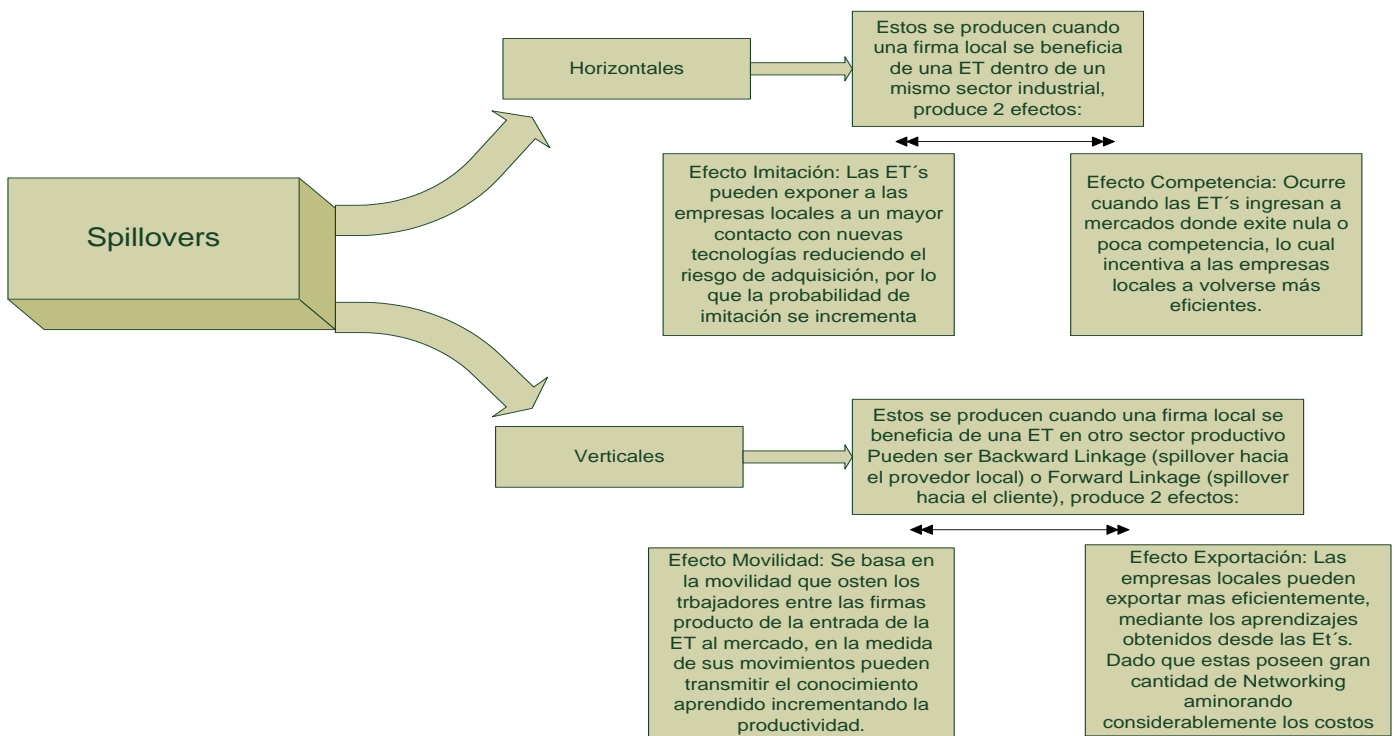 Spillovers
Horizontales
Estos se producen cuando
una firma local se beneficia
de una ET dentro de un
mismo sector industrial,
produce 2 efectos:
Efecto Imitación: Las ET´s
pueden exponer a las
empresas locales a un mayor
contacto con nuevas
tecnologías reduciendo el
riesgo de adquisición, por lo
que la probabilidad de
imitación se incrementa
Efecto Competencia: Ocurre
cuando las ET´s ingresan a
mercados donde exite nula o
poca competencia, lo cual
incentiva a las empresas
locales a volverse más
eficientes.
Verticales
Estos se producen cuando una firma local se
beneficia de una ET en otro sector productivo
Pueden ser Backward Linkage (spillover hacia
el provedor local) o Forward Linkage (spillover
hacia el cliente), produce 2 efectos:
Efecto Movilidad: Se basa en
la movilidad que osten los
trbajadores entre las firmas
producto de la entrada de la
ET al mercado, en la medida
de sus movimientos pueden
transmitir el conocimiento
aprendido incrementando la
productividad.
Efecto Exportación: Las
empresas locales pueden
exportar mas eficientemente,
mediante los aprendizajes
obtenidos desde las Et´s.
Dado que estas poseen gran
cantidad de Networking
aminorando
considerablemente los costos